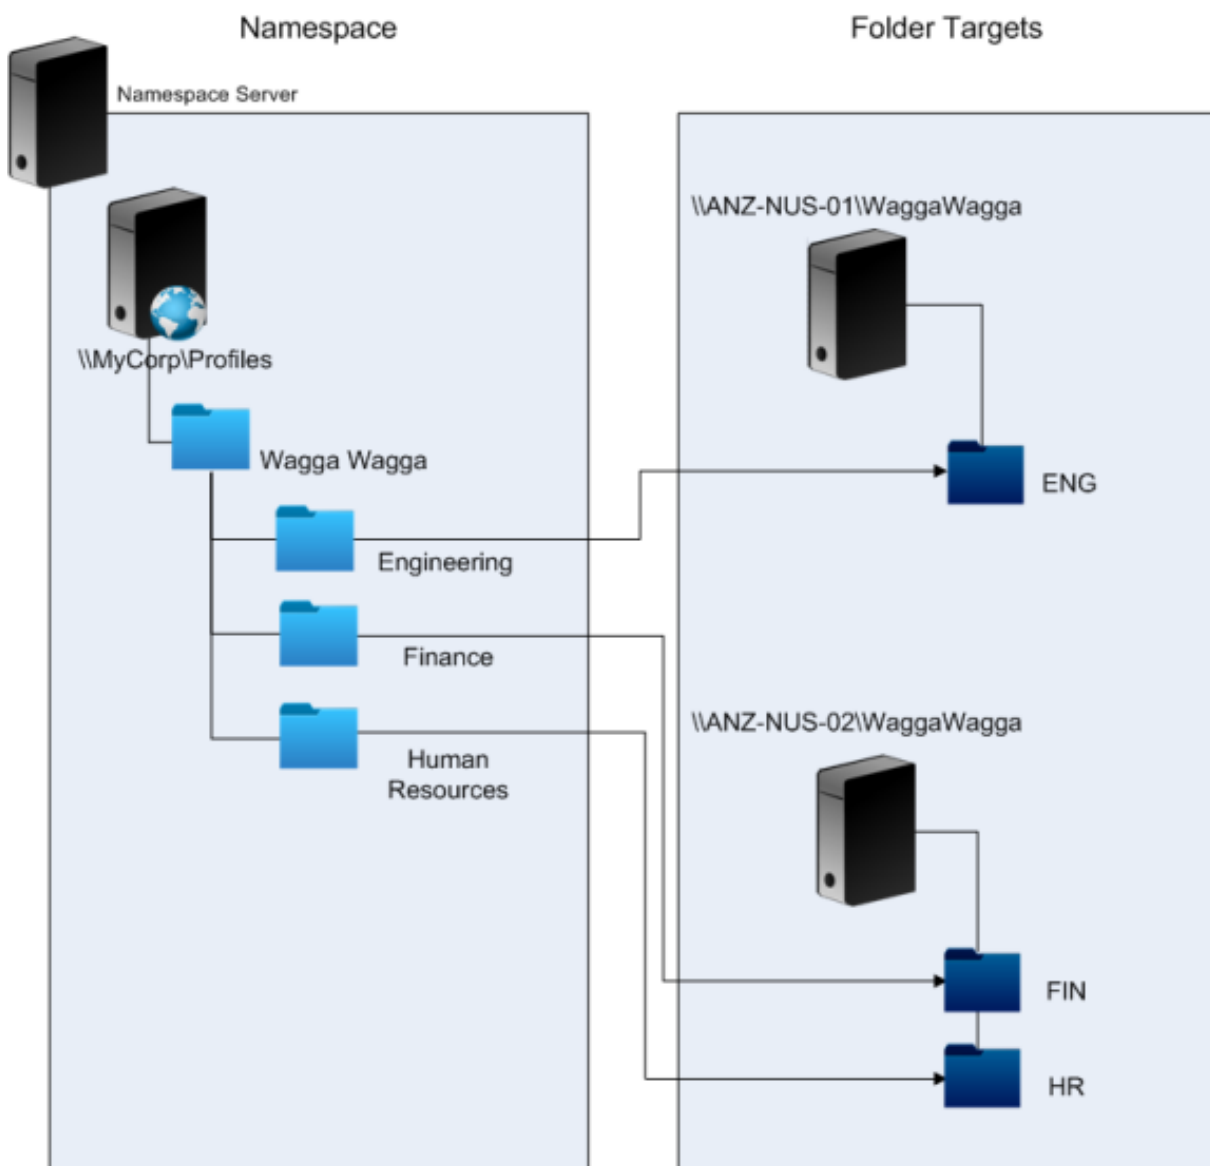 Namespace
Folder Targets
Namespace Server
\\MyCorp\Profiles
Wagga Wagga
Engineering
Finance
Human
Resources
\\ANZ-NUS-01\WaggaWagga
ENG
\\ANZ-NUS-02\WaggaWagga
FIN
HR